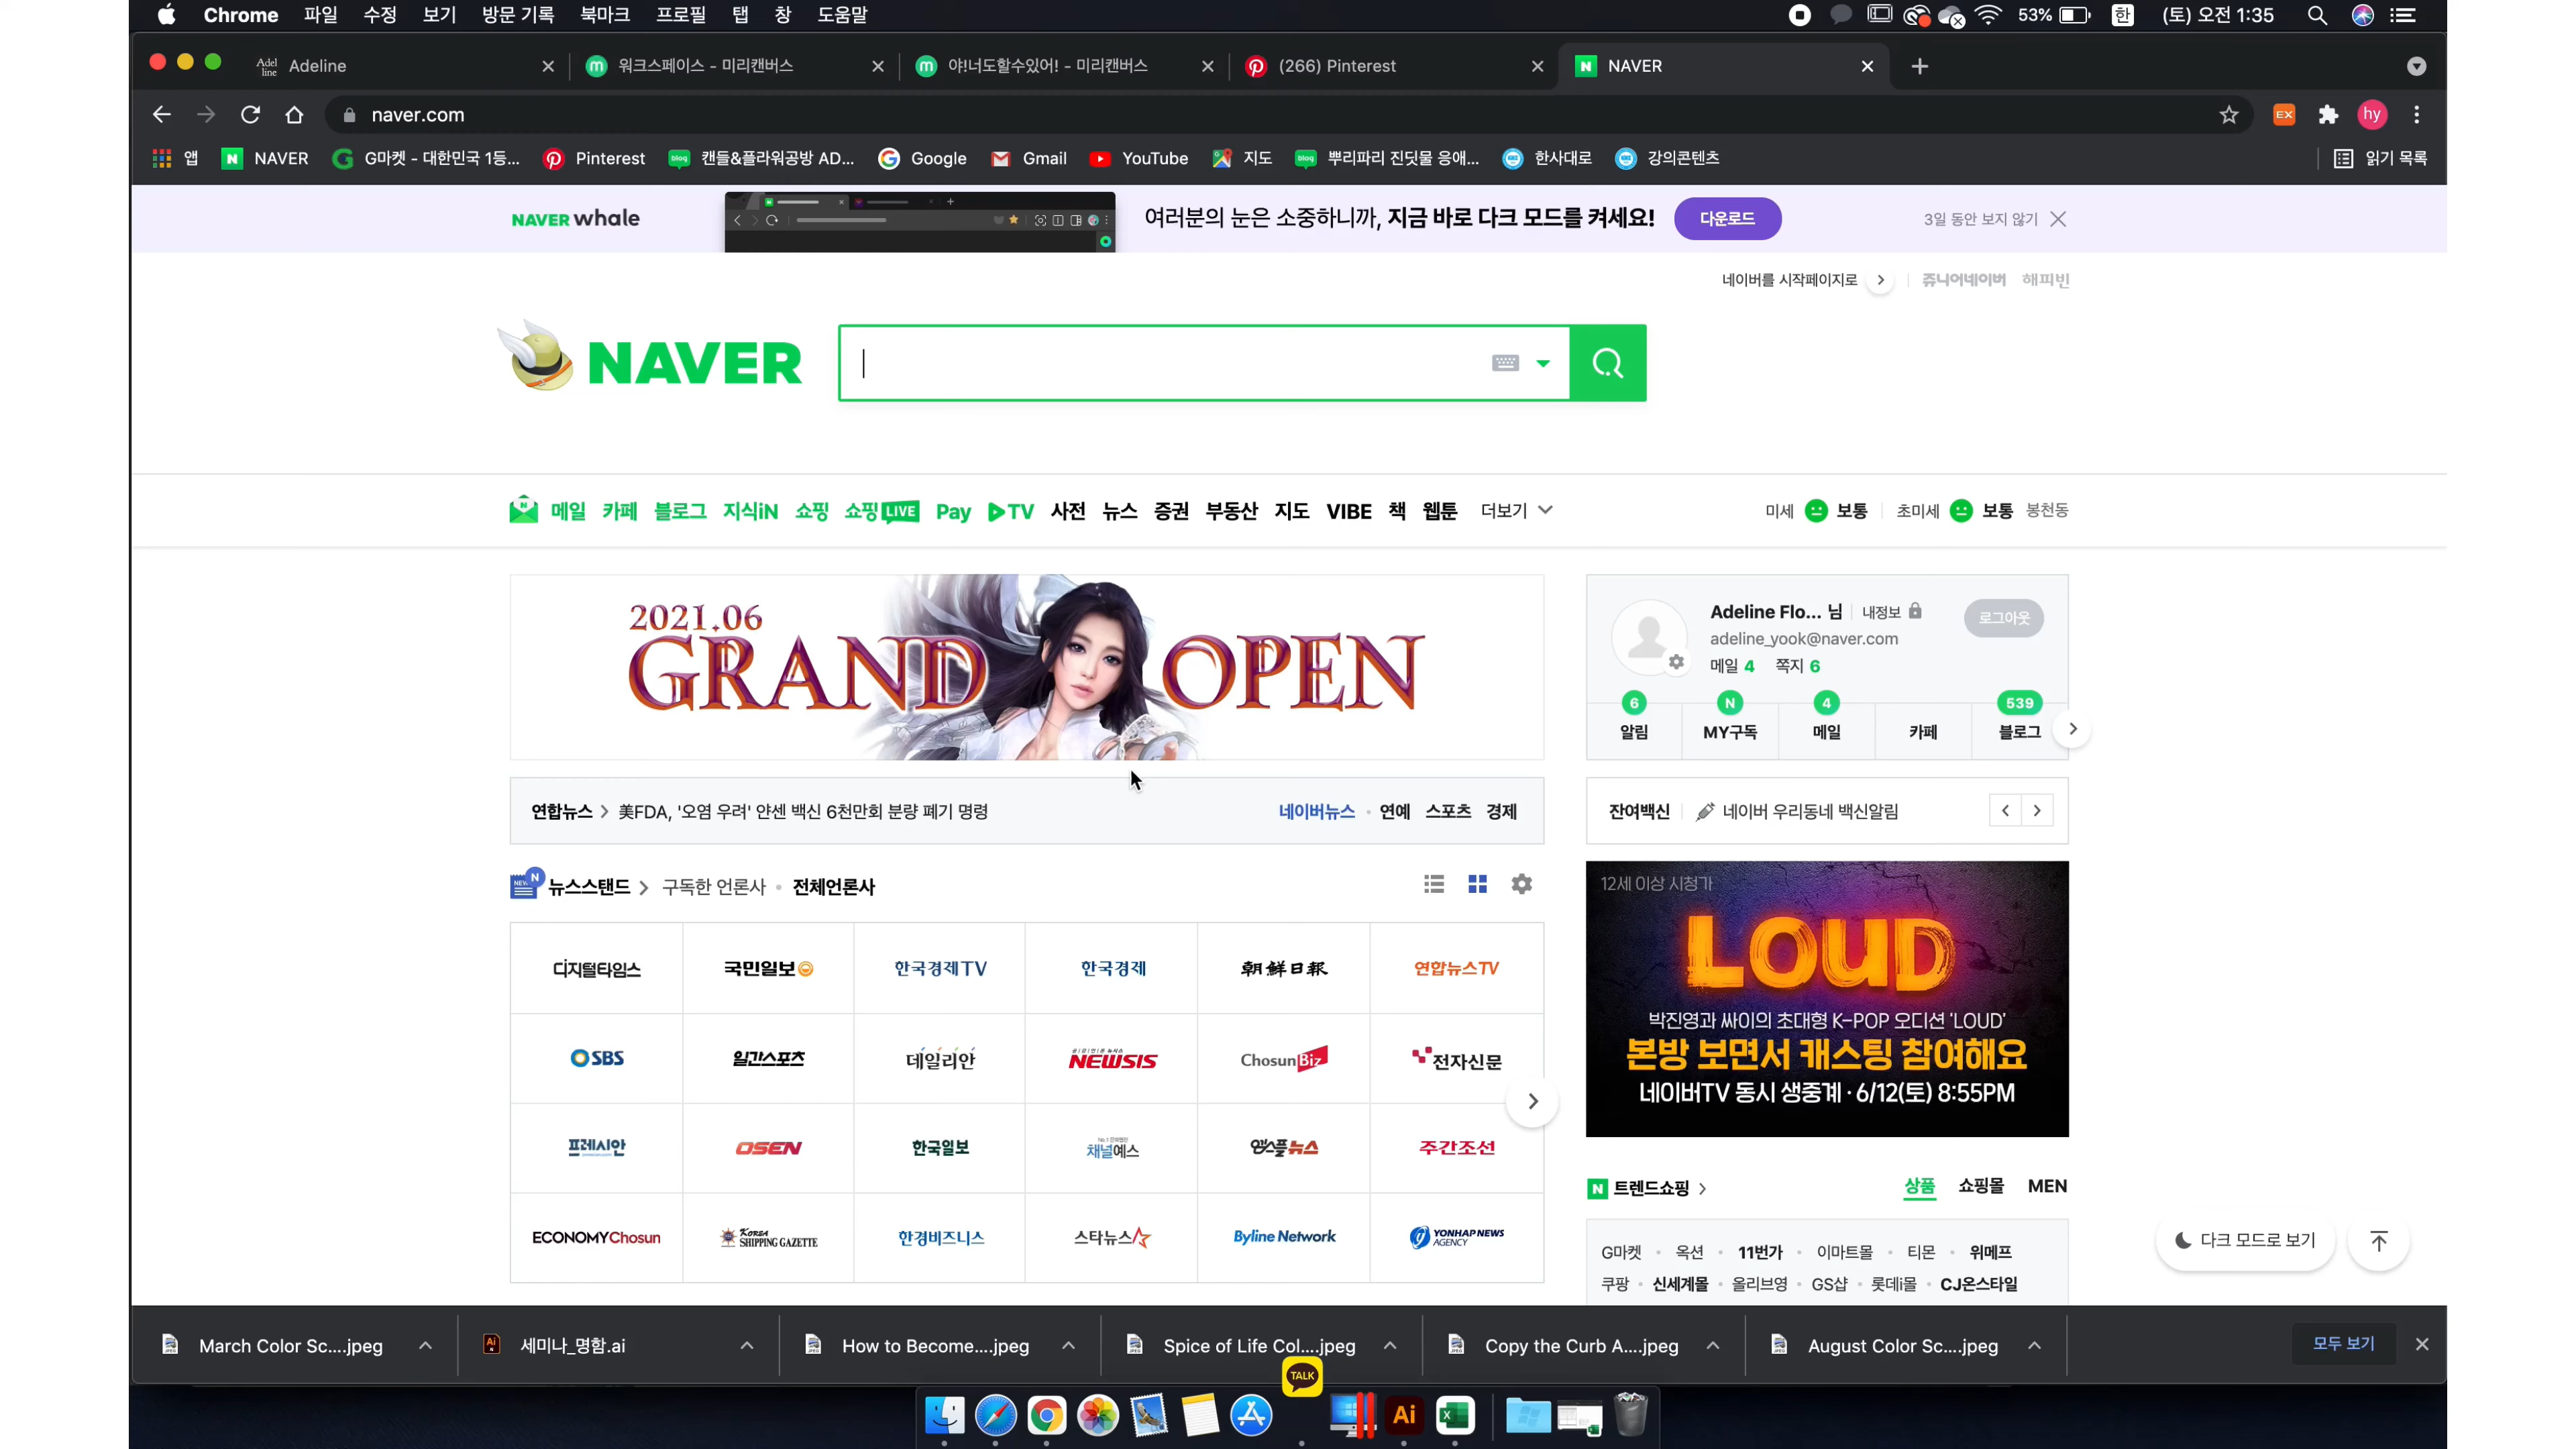 Chrome 파일 수정 보기 방문 기록 북마크 프로필 탭 창 도움말 53% 한 (토) 오전 1:35
Adel line Adeline 워크스페이스 - 미리캔버스 야!너도할수있어! - 미리캔버스 (266) Pinterest NAVER
naver.com EX hy
앱 NAVER G마켓 - 대한민국 1등... Pinterest 캔들&플라워공방 AD... Google Gmail YouTube 지도 뿌리파리 진딧물 응애... 한사대로 강의콘텐츠 읽기 목록
NAVER whale 여러분의 눈은 소중하니까, 지금 바로 다크 모드를 켜세요! 다운로드 3일 동안 보지 않기
네이버를 시작페이지로 쥬니어네이버 해피빈
NAVER
메일 카페 블로그 지식iN 쇼핑 쇼핑 LIVE Pay TV 사전 뉴스 증권 부동산 지도 VIBE 책 웹툰 더보기 미세 보통 초미세 보통 봉천동
2021.06
GRAND OPEN
Adeline Flo... 님 내정보 로그아웃
adeline_yook@naver.com
메일 4 쪽지 6
6 N 4 539
알림 MY구독 메일 카페 블로그
연합뉴스 > 美FDA, '오염 우려' 얀센 백신 6천만회 분량 폐기 명령 네이버뉴스 연예 스포츠 경제
잔여백신 네이버 우리동네 백신알림
뉴스스탠드 > 구독한 언론사 전체언론사
디지털타임스 국민일보 한국경제TV 한국경제 朝鮮日報 연합뉴스TV
SBS 일간스포츠 데일리안 NEWSIS ChosunBiz 전자신문
프레시안 OSEN 한국일보 채널예스 앳스플뉴스 주간조선
ECONOMYChosun KOREA SHIPPING GAZETTE 한경비즈니스 스타뉴스 Byline Network YONHAP NEWS AGENCY
12세 이상 시청가
LOUD
박진영과 싸이의 초대형 K-POP 오디션 'LOUD'
본방 보면서 캐스팅 참여해요
네이버TV 동시 생중계 · 6/12(토) 8:55PM
N 트렌드쇼핑 > 상품 쇼핑몰 MEN
G마켓 옥션 11번가 이마트몰 티몬 위메프
쿠팡 신세계몰 올리브영 GS샵 롯데i몰 CJ온스타일
다크 모드로 보기
March Color Sc....jpeg 세미나_명함.ai How to Become....jpeg Spice of Life Col....jpeg Copy the Curb A....jpeg August Color Sc....jpeg 모두 보기
TALK
Ai